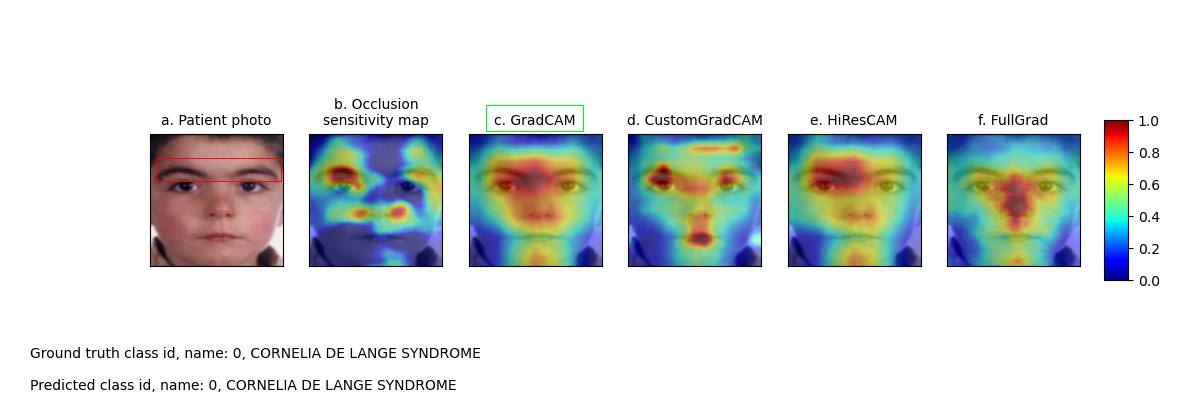 a. Patient photo
b. Occlusion
sensitivity map
c. GradCAM
d. CustomGradCAM
e. HiResCAM
f. FullGrad
1.0
0.8
0.6
0.4
0.2
0.0
Ground truth class id, name: 0, CORNELIA DE LANGE SYNDROME
Predicted class id, name: 0, CORNELIA DE LANGE SYNDROME